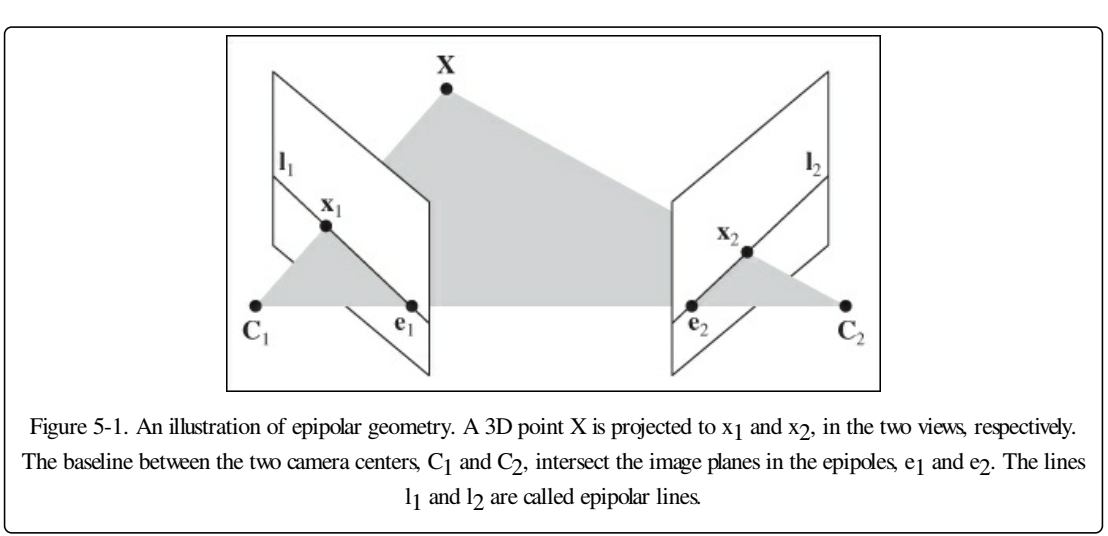 X
l1
l2
x1
x2
e1
e2
C1
C2
Figure 5-1. An illustration of epipolar geometry. A 3D point X is projected to x1 and x2, in the two views, respectively.
The baseline between the two camera centers, C1 and C2, intersect the image planes in the epipoles, e1 and e2. The lines
l1 and l2 are called epipolar lines.